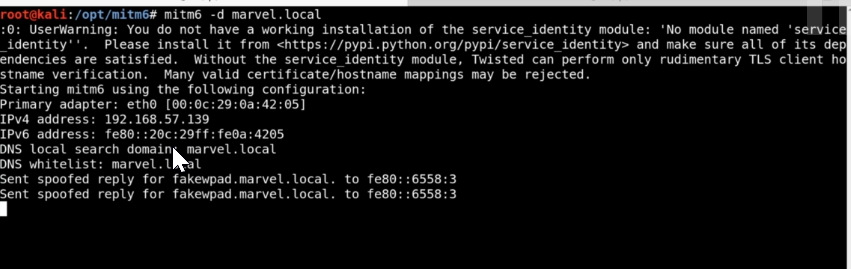 root@kali:/opt/mitm6# mitm6 -d marvel.local
:0: UserWarning: You do not have a working installation of the service_identity module: 'No module named 'service
_identity''.  Please install it from <https://pypi.python.org/pypi/service_identity> and make sure all of its dep
endencies are satisfied.  Without the service_identity module, Twisted can perform only rudimentary TLS client ho
stname verification.  Many valid certificate/hostname mappings may be rejected.
Starting mitm6 using the following configuration:
Primary adapter: eth0 [00:0c:29:0a:42:05]
IPv4 address: 192.168.57.139
IPv6 address: fe80::20c:29ff:fe0a:4205
DNS local search domain: marvel.local
DNS whitelist: marvel.local
Sent spoofed reply for fakewpad.marvel.local. to fe80::6558:3
Sent spoofed reply for fakewpad.marvel.local. to fe80::6558:3